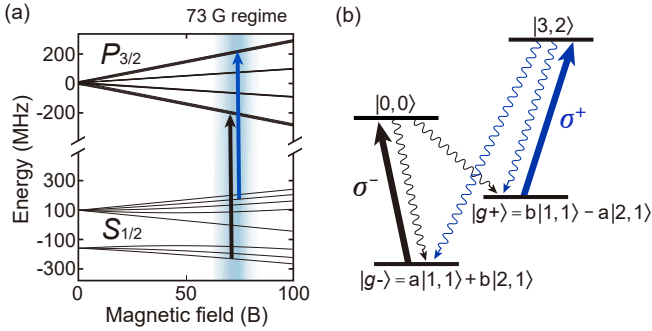 (a)
73 G regime
P3/2
200
0
-200
Energy (MHz)
200
100
-100
-300
S1/2
0
50
100
Magnetic field (B)
(b)
|3,2⟩
|0,0⟩
σ⁺
σ⁻
|g+⟩ = b|1,1⟩ − a|2,1⟩
|g-⟩ = a|1,1⟩ + b|2,1⟩